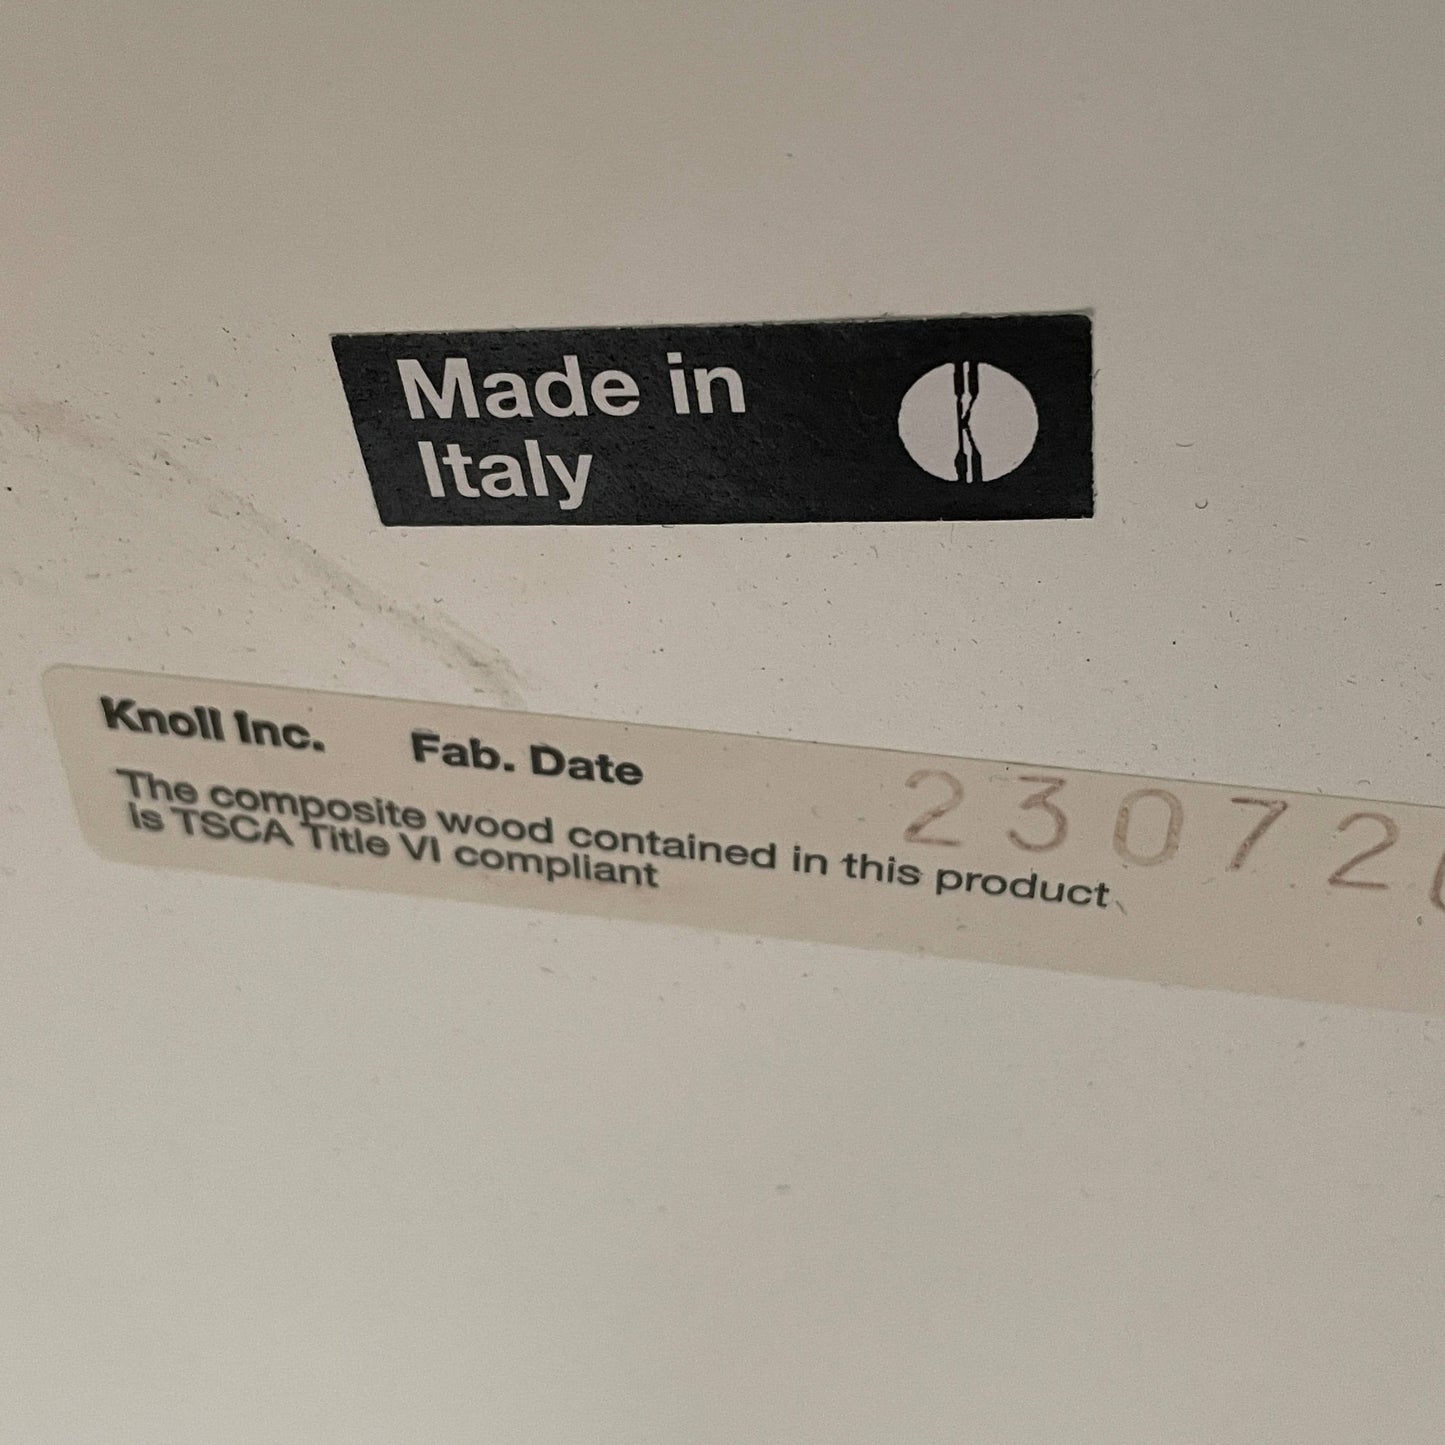 Made in
Italy
Knoll Inc. Fab. Date 23072
The composite wood contained in this product
is TSCA Title VI compliant